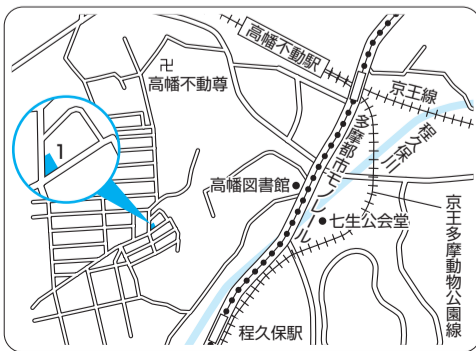 高幡不動駅
卍
高幡不動尊
京王線
程久保川
1
多摩都市モノレール
高幡図書館
七生公会堂
京王多摩動物公園線
程久保駅